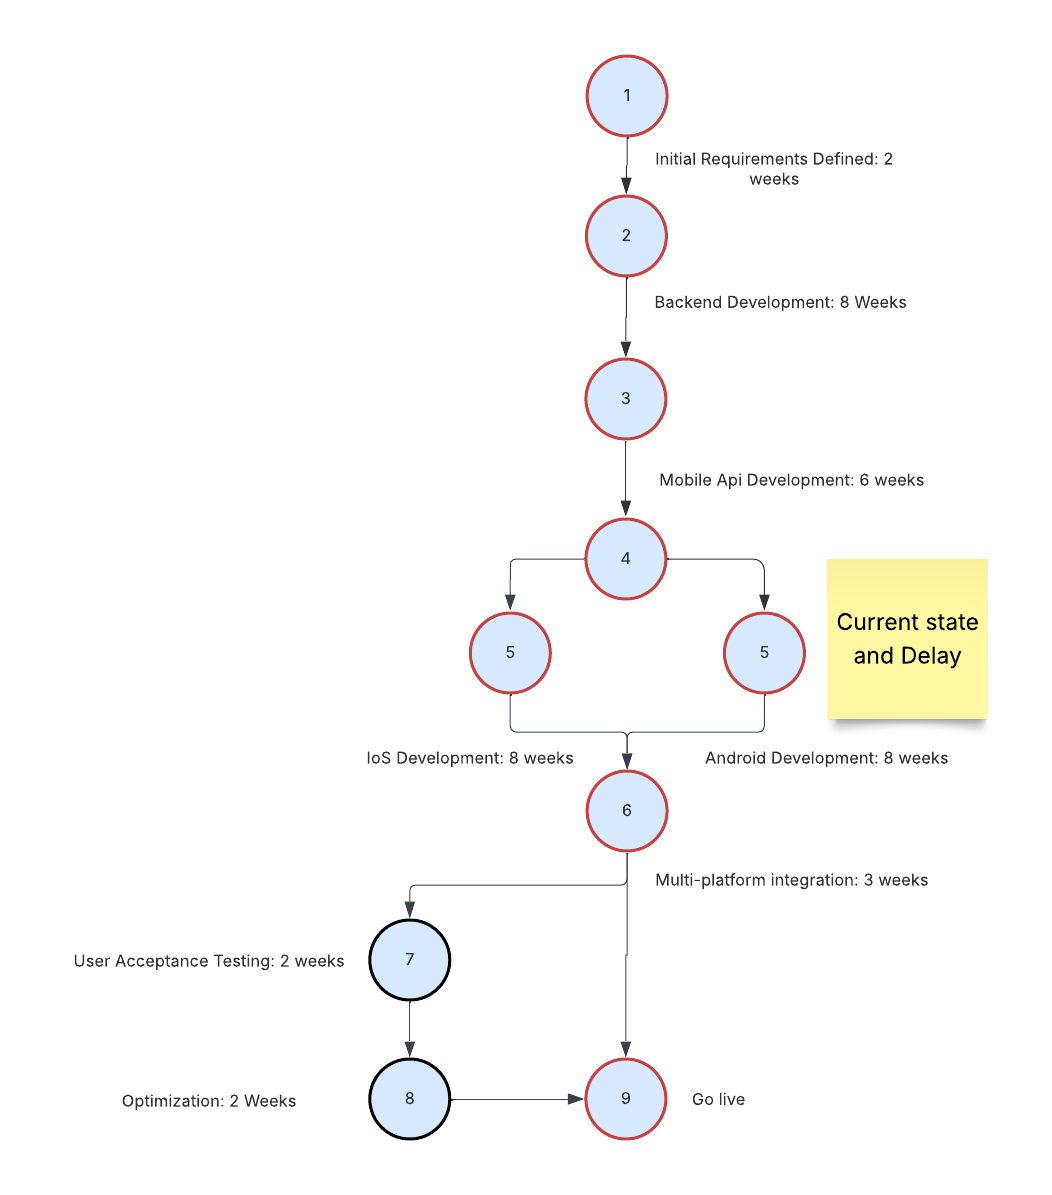 1
Initial Requirements Defined: 2
weeks
2
Backend Development: 8 Weeks
3
Mobile Api Development: 6 weeks
4
5
5
Current state
and Delay
IoS Development: 8 weeks
Android Development: 8 weeks
6
Multi-platform integration: 3 weeks
7
User Acceptance Testing: 2 weeks
8
Optimization: 2 Weeks
9
Go live